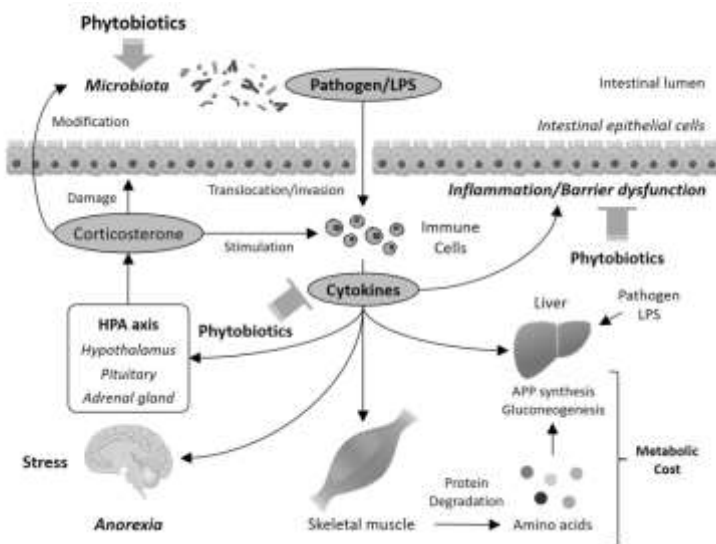 Phytobiotics
Microbiota
Pathogen/LPS
Intestinal lumen
Modification
Intestinal epithelial cells
Damage
Translocation/invasion
Inflammation/Barrier dysfunction
Corticosterone
Stimulation
Immune
Cells
Phytobiotics
Cytokines
Liver
Pathogen
LPS
HPA axis
Hypothalamus
Pituitary
Adrenal gland
Phytobiotics
APP synthesis
Gluconeogenesis
Stress
Metabolic
Cost
Protein
Degradation
Anorexia
Skeletal muscle
Amino acids